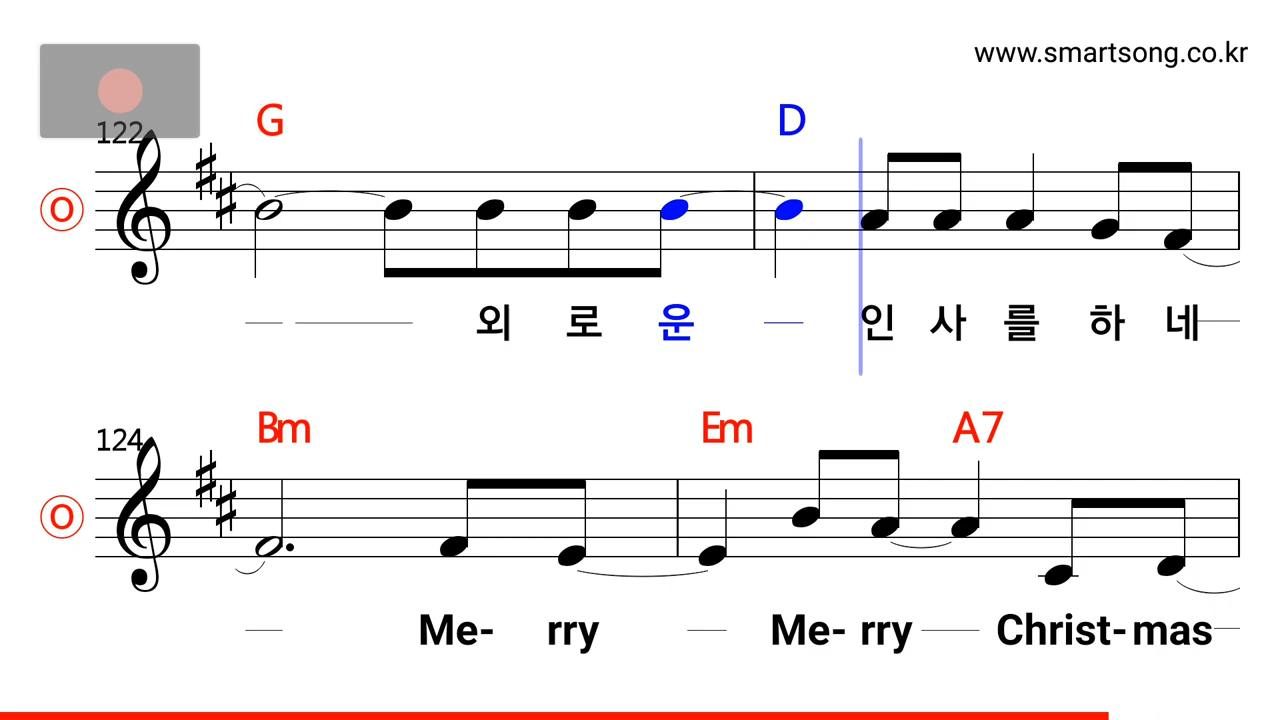 www.smartsong.co.kr
122
G D
O
외 로 운 인 사 를 하 네
124
Bm Em A7
O
Me- rry Me- rry Christ- mas